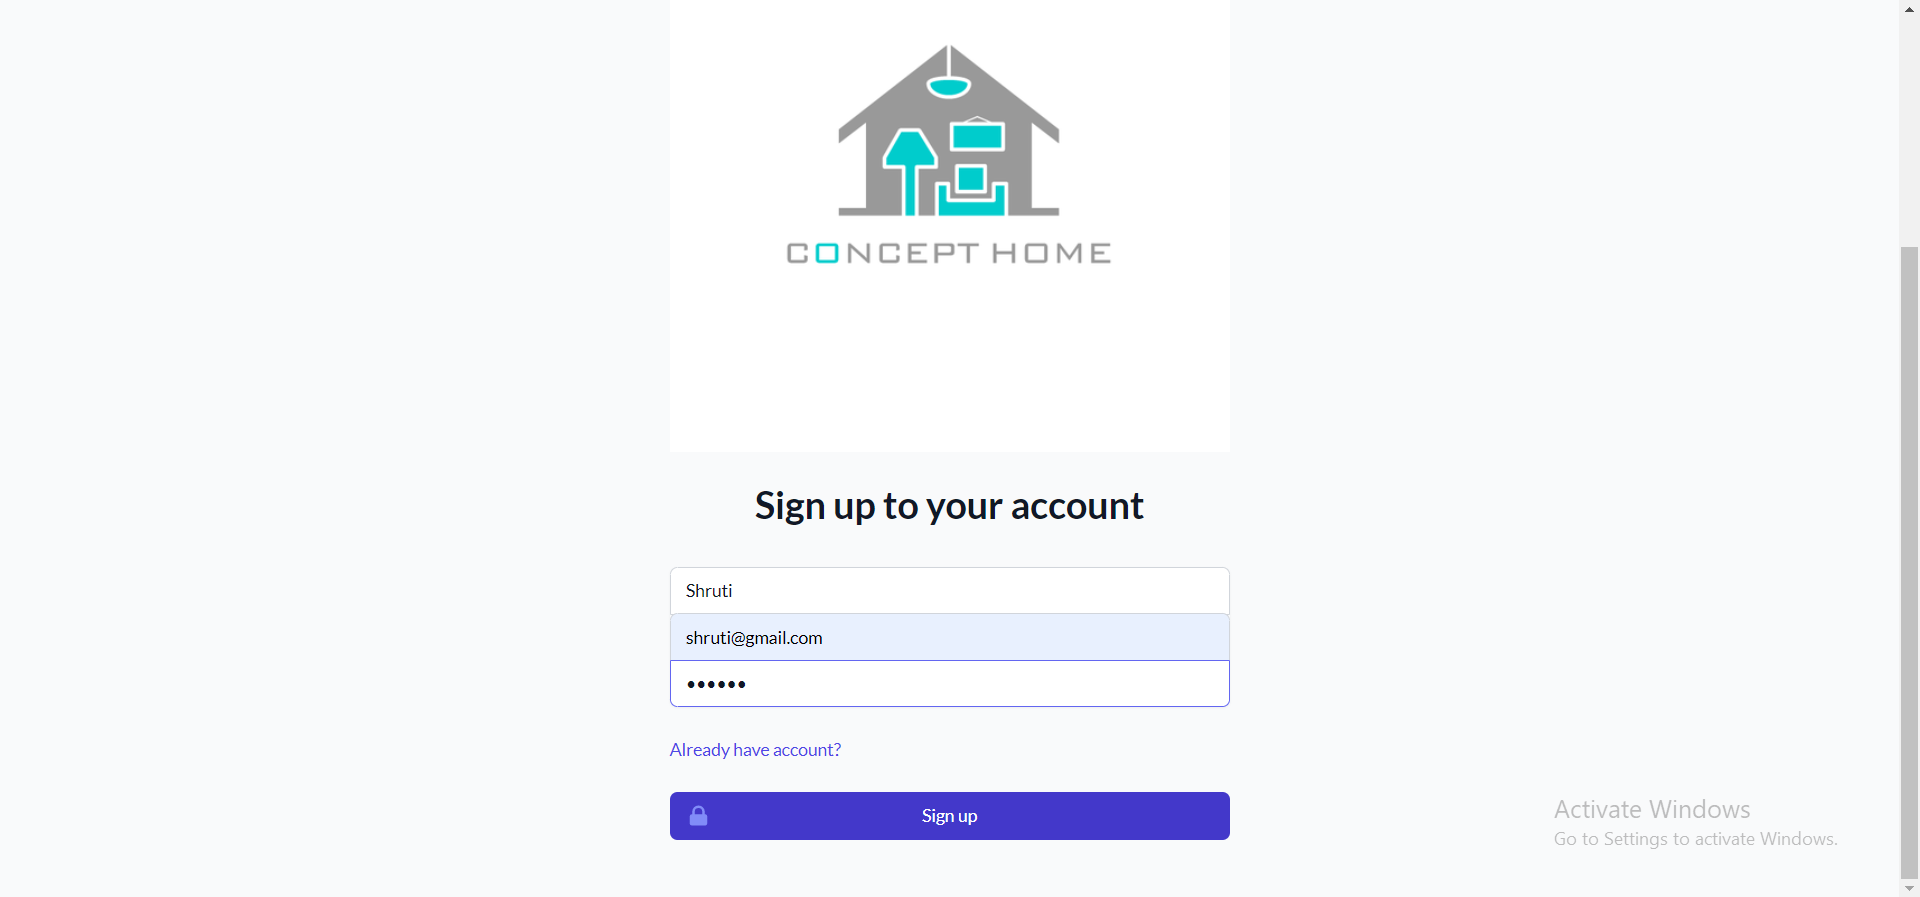 CONCEPT HOME
Sign up to your account
Shruti
shruti@gmail.com
••••••
Already have account?
Sign up
Activate Windows
Go to Settings to activate Windows.